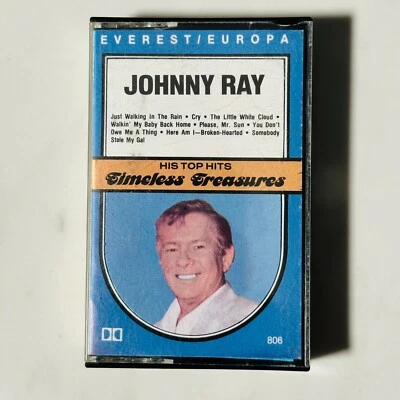 EVEREST/EUROPA
JOHNNY RAY
Just Walking In The Rain • Cry • The Little White Cloud •
Walkin' My Baby Back Home • Please, Mr. Sun • You Don't
Owe Me A Thing • Here Am I—Broken-Hearted • Somebody
Stole My Gal
HIS TOP HITS
Timeless Treasures
806